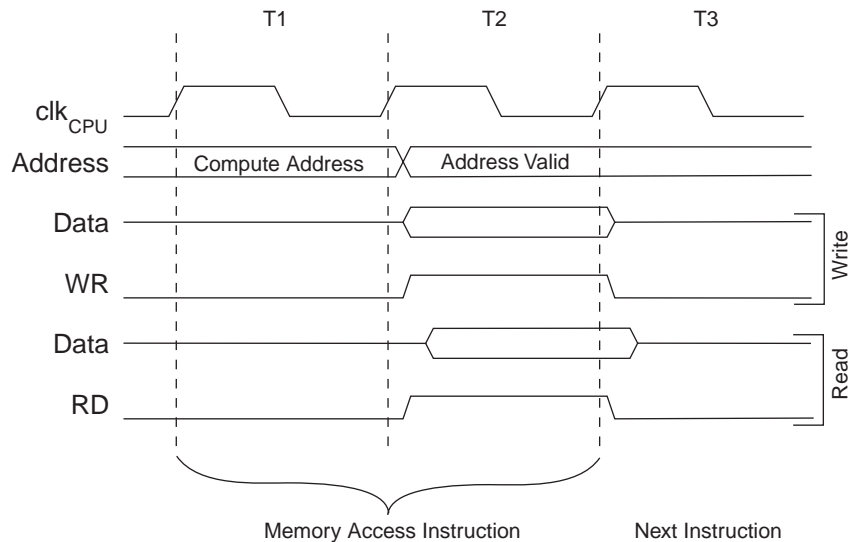 T1 T2 T3
clkCPU
Address Compute Address Address Valid
Data
WR
Write
Data
RD
Read
Memory Access Instruction Next Instruction